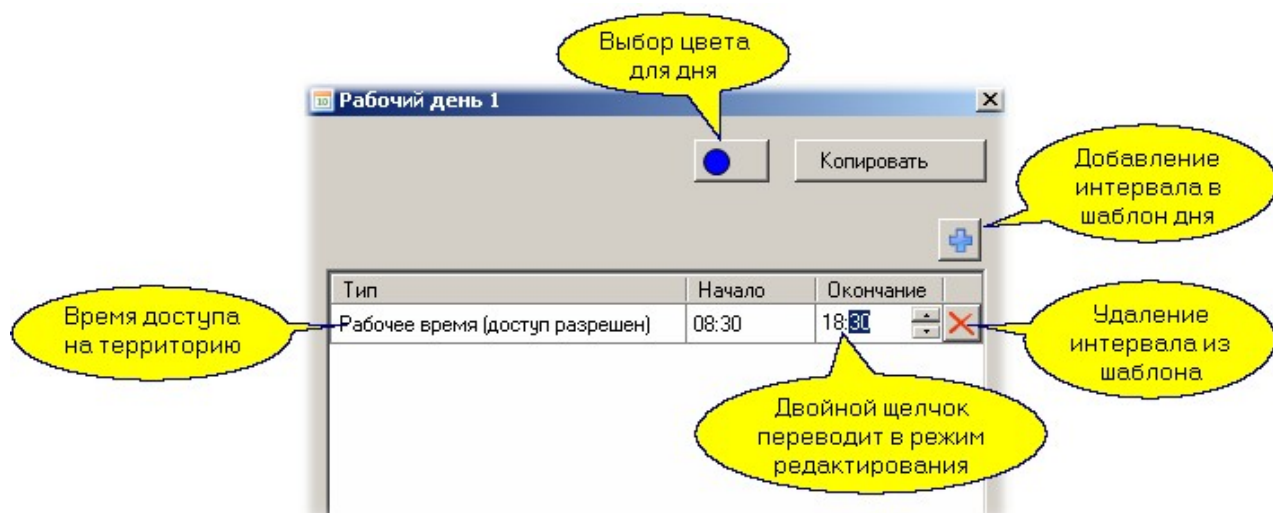 Выбор цвета
для дня
10
Рабочий день 1
Копировать
Добавление
интервала в
шаблон дня
Тип
Начало
Окончание
Время доступа
на территорию
Рабочее время (доступ разрешен)
08:30
18:30
Удаление
интервала из
шаблона
Двойной щелчок
переводит в режим
редактирования